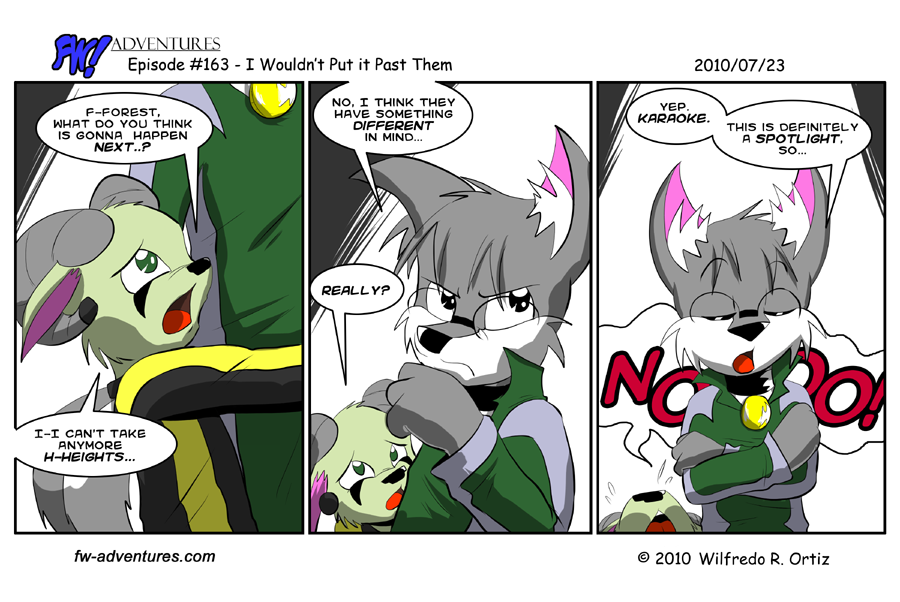 FW! ADVENTURES
Episode #163 - I Wouldn't Put it Past Them
2010/07/23
F-FOREST,
WHAT DO YOU THINK
IS GONNA HAPPEN
NEXT..?
I-I CAN'T TAKE
ANYMORE
H-HEIGHTS...
NO, I THINK THEY
HAVE SOMETHING
DIFFERENT
IN MIND...
REALLY?
YEP.
KARAOKE.
THIS IS DEFINITELY
A SPOTLIGHT,
SO...
fw-adventures.com
© 2010 Wilfredo R. Ortiz